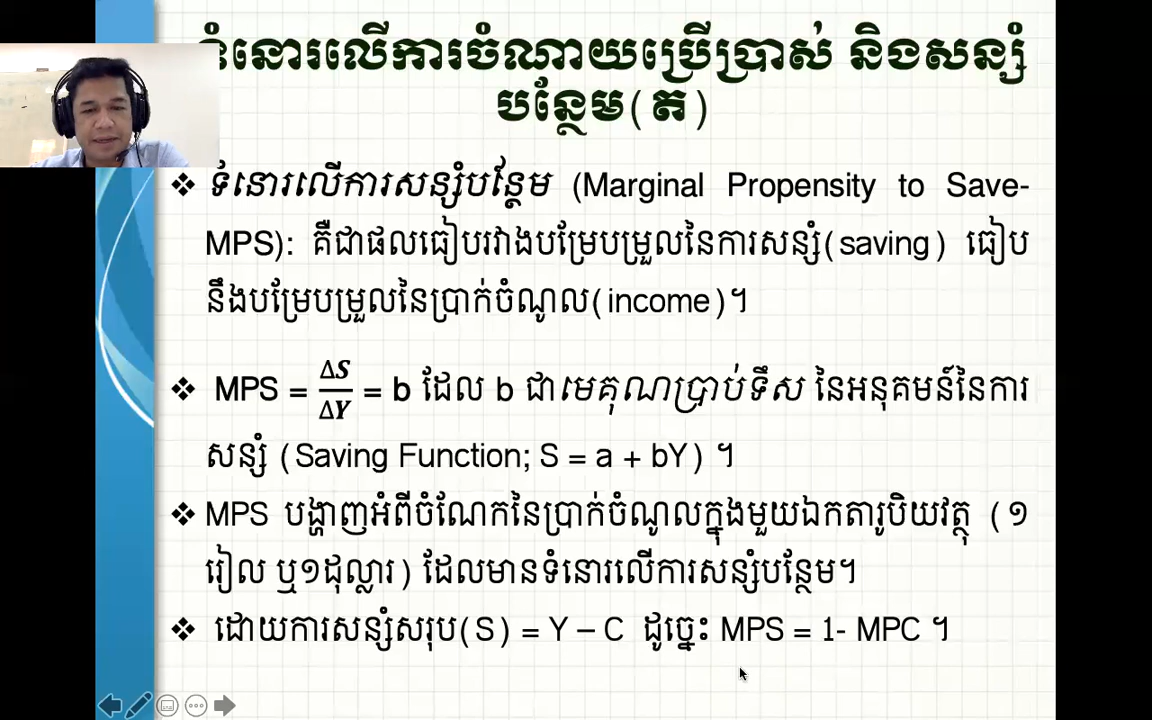 ទំនោរលើការចំណាយប្រើប្រាស់ និងសន្សំ
បន្ថែម(ត)
❖ ទំនោរលើការសន្សំបន្ថែម (Marginal Propensity to Save-
MPS): គឺជាផលធៀបរវាងបម្រែបម្រួលនៃការសន្សំ(saving) ធៀប
នឹងបម្រែបម្រួលនៃប្រាក់ចំណូល(income)។
❖ MPS = ΔS/ΔY = b ដែល b ជាមេគុណប្រាប់ទឹស នៃអនុគមន៍នៃការ
សន្សំ (Saving Function; S = a + bY) ។
❖ MPS បង្ហាញអំពីចំណែកនៃប្រាក់ចំណូលក្នុងមួយឯកតារូបិយវត្ថុ (១
រៀល ឬ១ដុល្លារ) ដែលមានទំនោរលើការសន្សំបន្ថែម។
❖ ដោយការសន្សំសរុប(S) = Y – C ដូច្នេះ MPS = 1- MPC ។